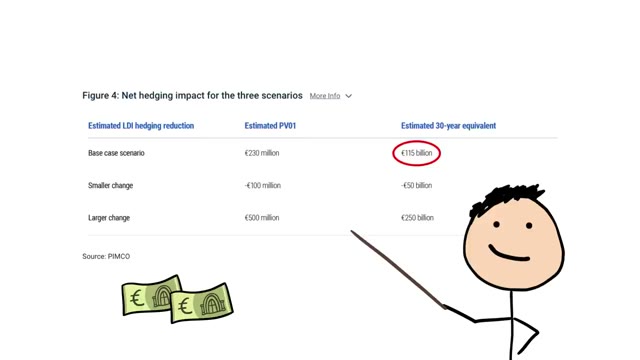 Figure 4: Net hedging impact for the three scenarios More Info
Estimated LDI hedging reduction Estimated PV01 Estimated 30-year equivalent
Base case scenario €230 million €115 billion
Smaller change -€100 million -€50 billion
Larger change €500 million €250 billion
Source: PIMCO
€ €